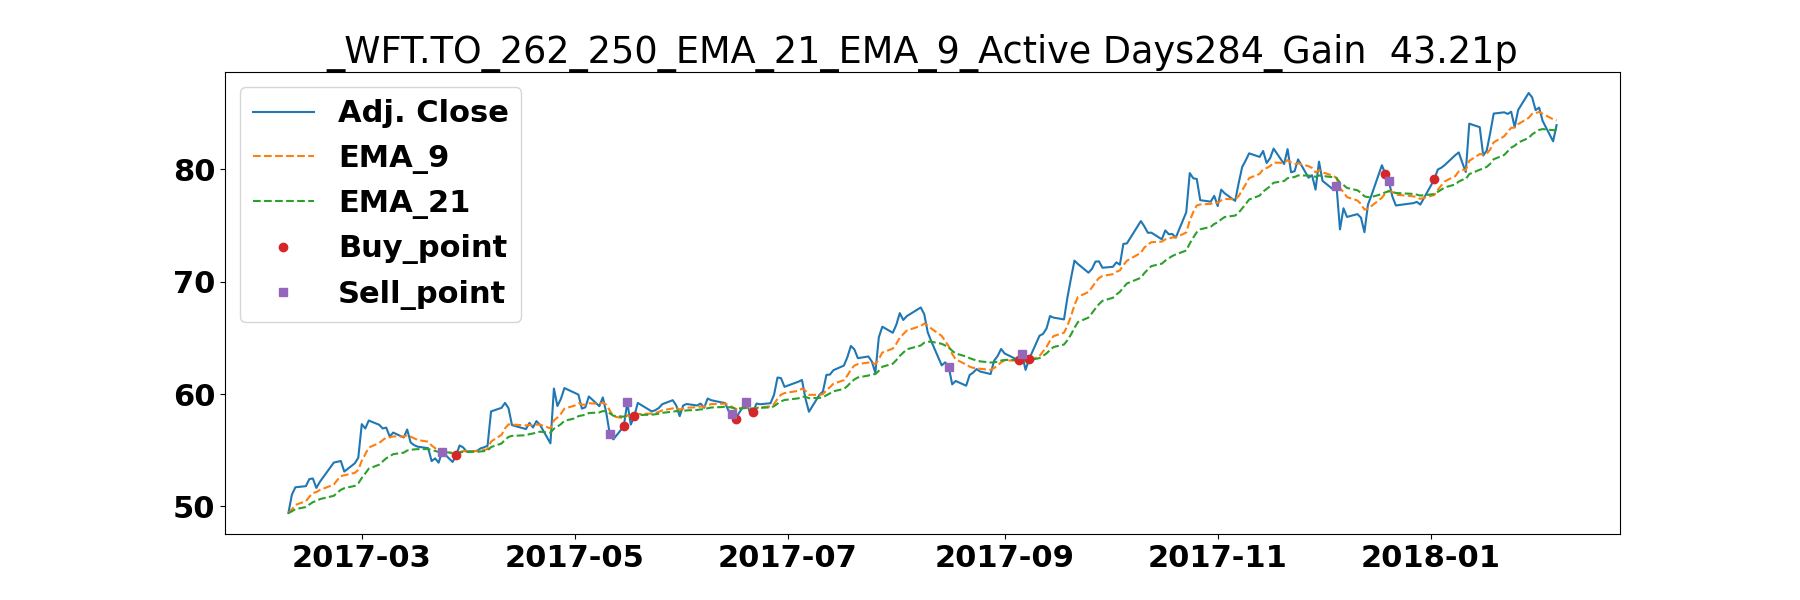 _WFT.TO_262_250_EMA_21_EMA_9_Active Days284_Gain  43.21p
Adj. Close
EMA_9
EMA_21
Buy_point
Sell_point
80
70
60
50
2017-03 2017-05 2017-07 2017-09 2017-11 2018-01